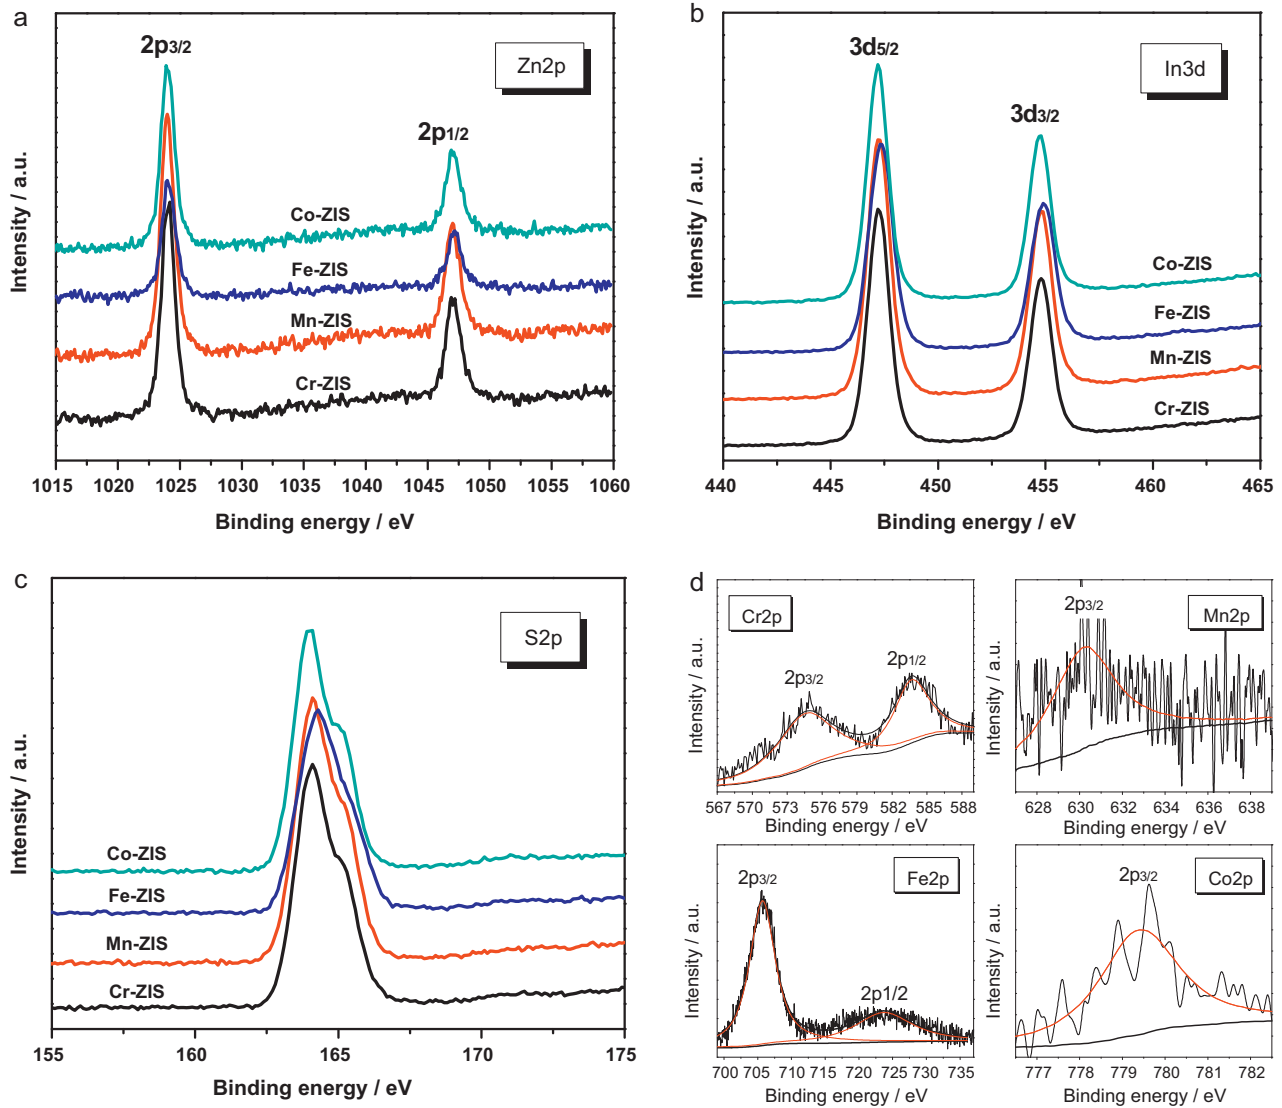 a
2p3/2
Zn2p
2p1/2
Co-ZIS
Fe-ZIS
Mn-ZIS
Cr-ZIS
Intensity / a.u.
1015 1020 1025 1030 1035 1040 1045 1050 1055 1060
Binding energy / eV
b
3d5/2
In3d
3d3/2
Co-ZIS
Fe-ZIS
Mn-ZIS
Cr-ZIS
Intensity / a.u.
440 445 450 455 460 465
Binding energy / eV
c
S2p
Co-ZIS
Fe-ZIS
Mn-ZIS
Cr-ZIS
Intensity / a.u.
155 160 165 170 175
Binding energy / eV
d
Cr2p
2p3/2
2p1/2
Intensity / a.u.
567 570 573 576 579 582 585 588
Binding energy / eV
2p3/2
Mn2p
Intensity / a.u.
628 630 632 634 636 638
Binding energy / eV
2p3/2
Fe2p
2p1/2
Intensity / a.u.
700 705 710 715 720 725 730 735
Binding energy / eV
2p3/2
Co2p
Intensity / a.u.
777 778 779 780 781 782
Binding energy / eV